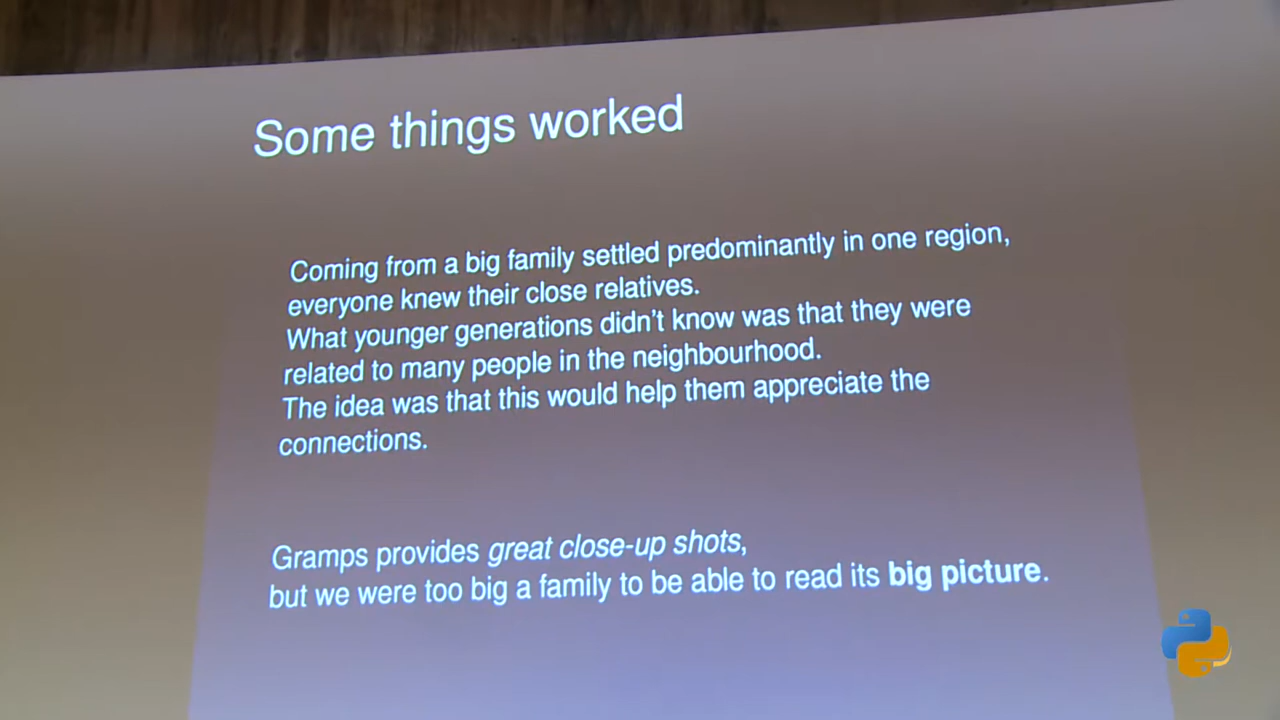 Some things worked
Coming from a big family settled predominantly in one region,
everyone knew their close relatives.
What younger generations didn't know was that they were
related to many people in the neighbourhood.
The idea was that this would help them appreciate the
connections.
Gramps provides great close-up shots,
but we were too big a family to be able to read its big picture.